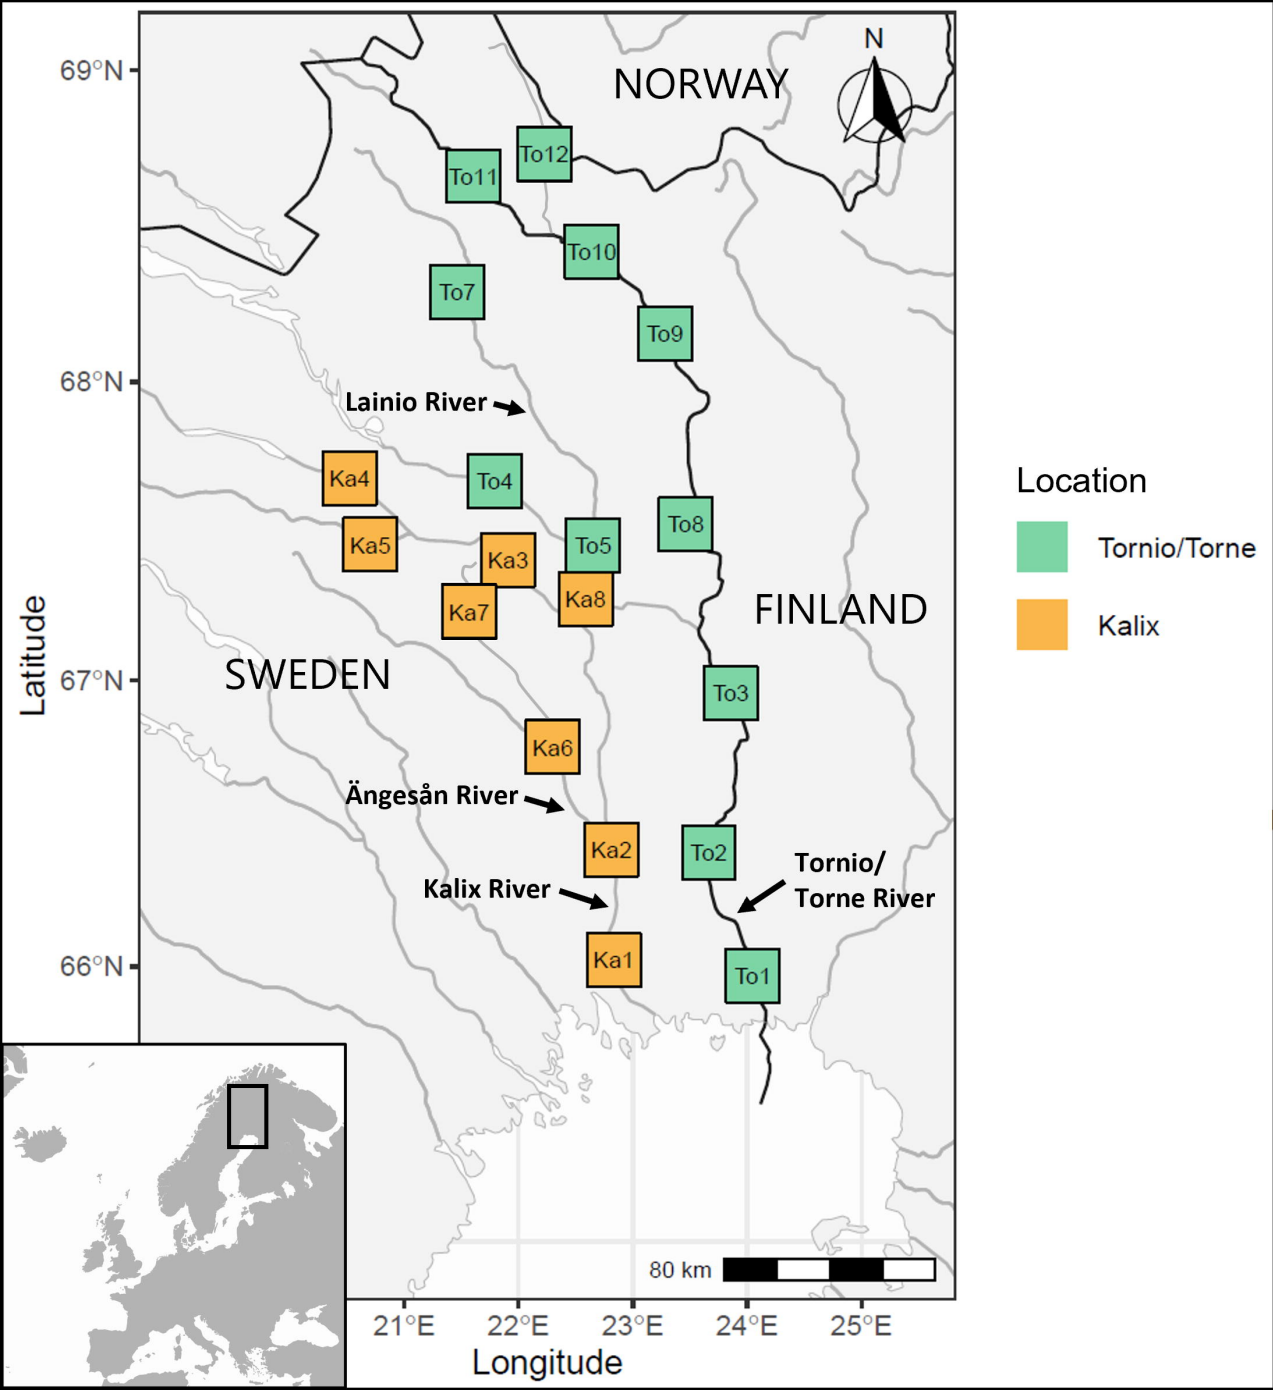 N
NORWAY
69°N
To12
To11
To10
To7
To9
68°N
Lainio River
Ka4
To4
Location
To8
Ka5
To5
Tornio/Torne
Ka3
Ka8
Ka7
FINLAND
Kalix
Latitude
SWEDEN
67°N
To3
Ka6
Ängesån River
Ka2
To2
Tornio/
Torne River
Kalix River
Ka1
66°N
To1
80 km
21°E 22°E 23°E 24°E 25°E
Longitude